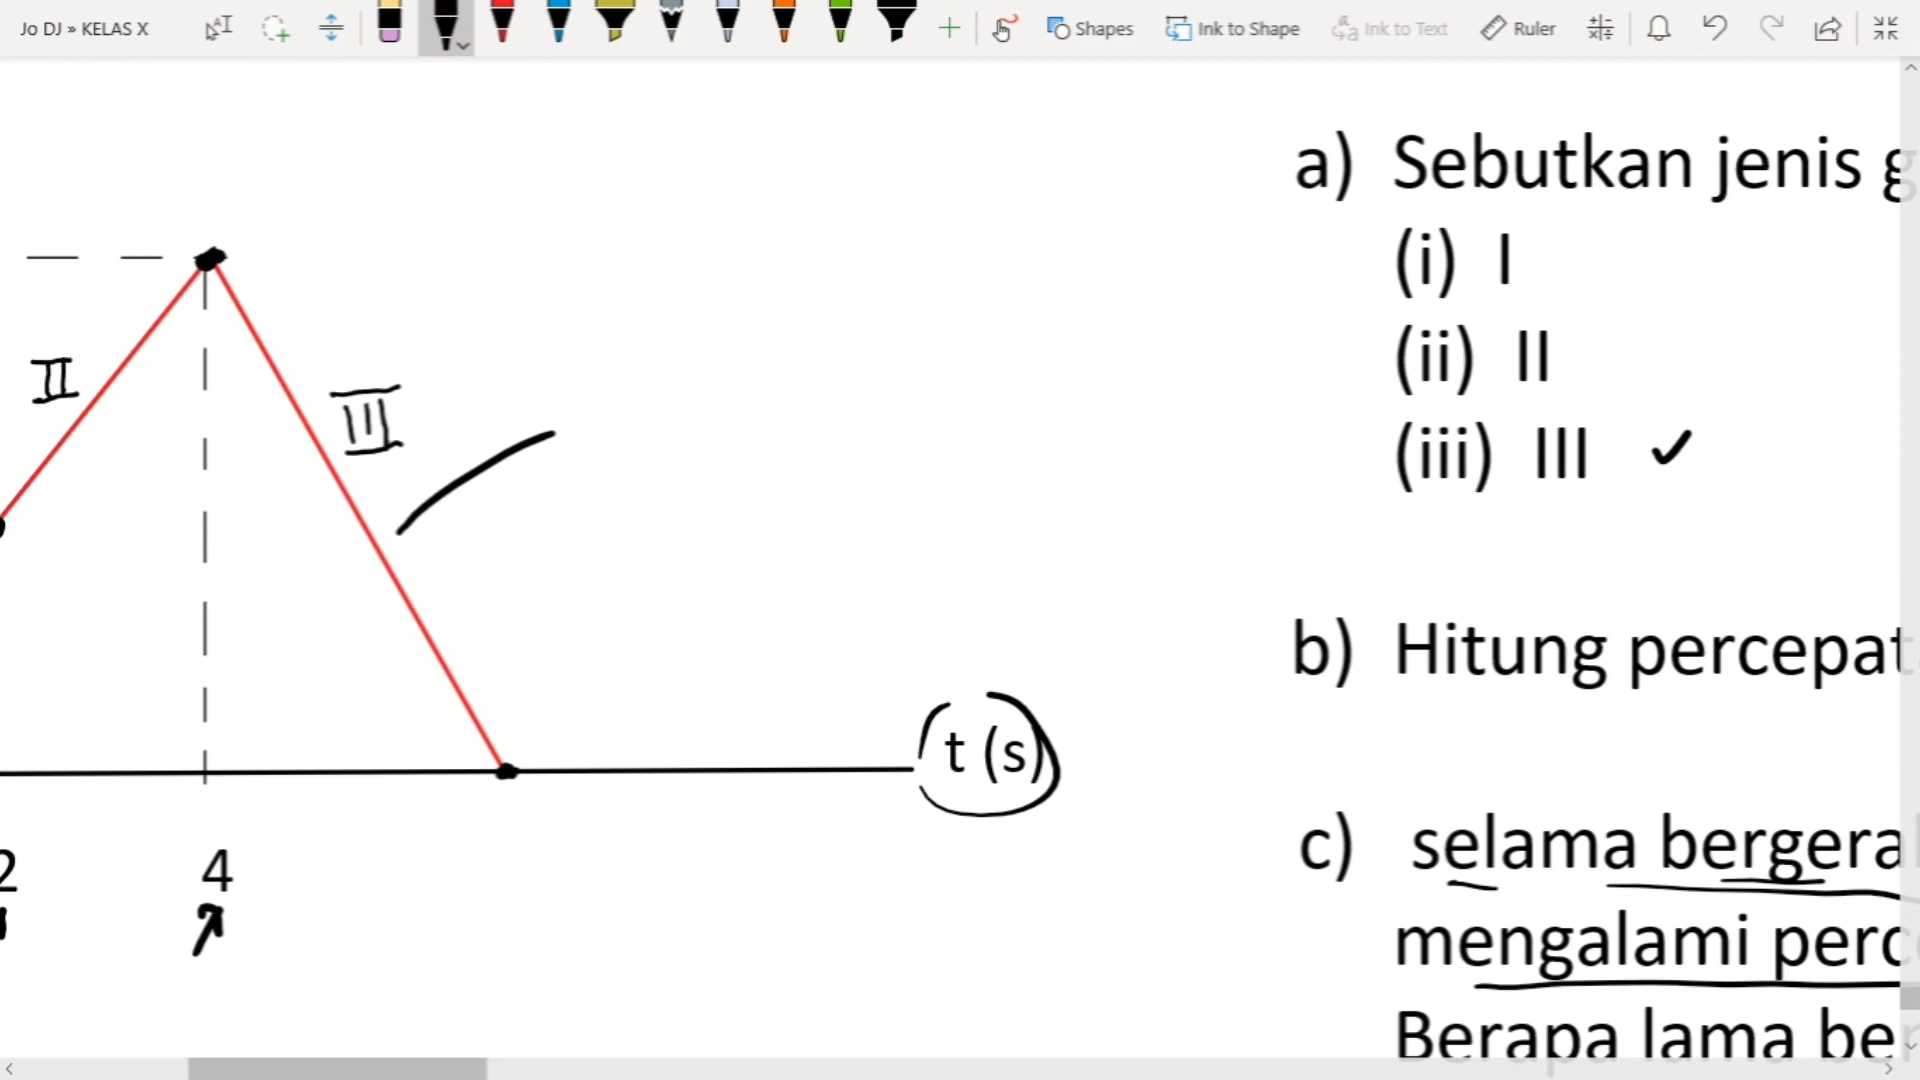 Jo DJ » KELAS X
Shapes
Ink to Shape
Ink to Text
Ruler
II
III
t (s)
2
4
a) Sebutkan jenis g
(i) I
(ii) II
(iii) III ✓
b) Hitung percepat
c) selama bergera
mengalami perc
Berapa lama be